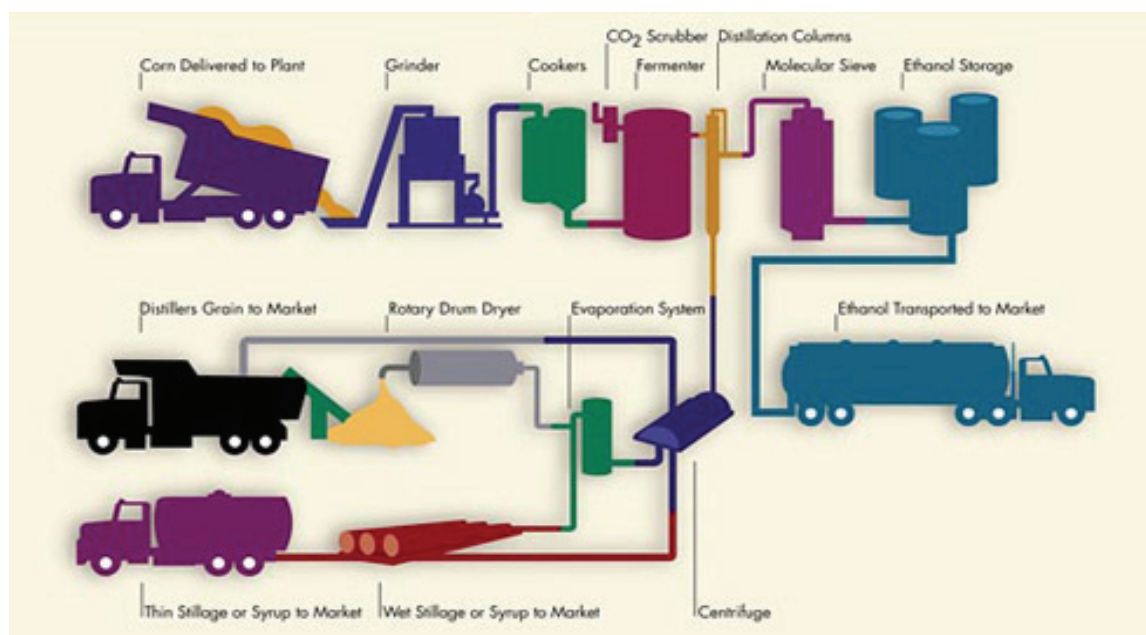 CO2 Scrubber
Distillation Columns
Corn Delivered to Plant
Grinder
Cookers
Fermenter
Molecular Sieve
Ethanol Storage
Distillers Grain to Market
Rotary Drum Dryer
Evaporation System
Ethanol Transported to Market
Thin Stillage or Syrup to Market
Wet Stillage or Syrup to Market
Centrifuge